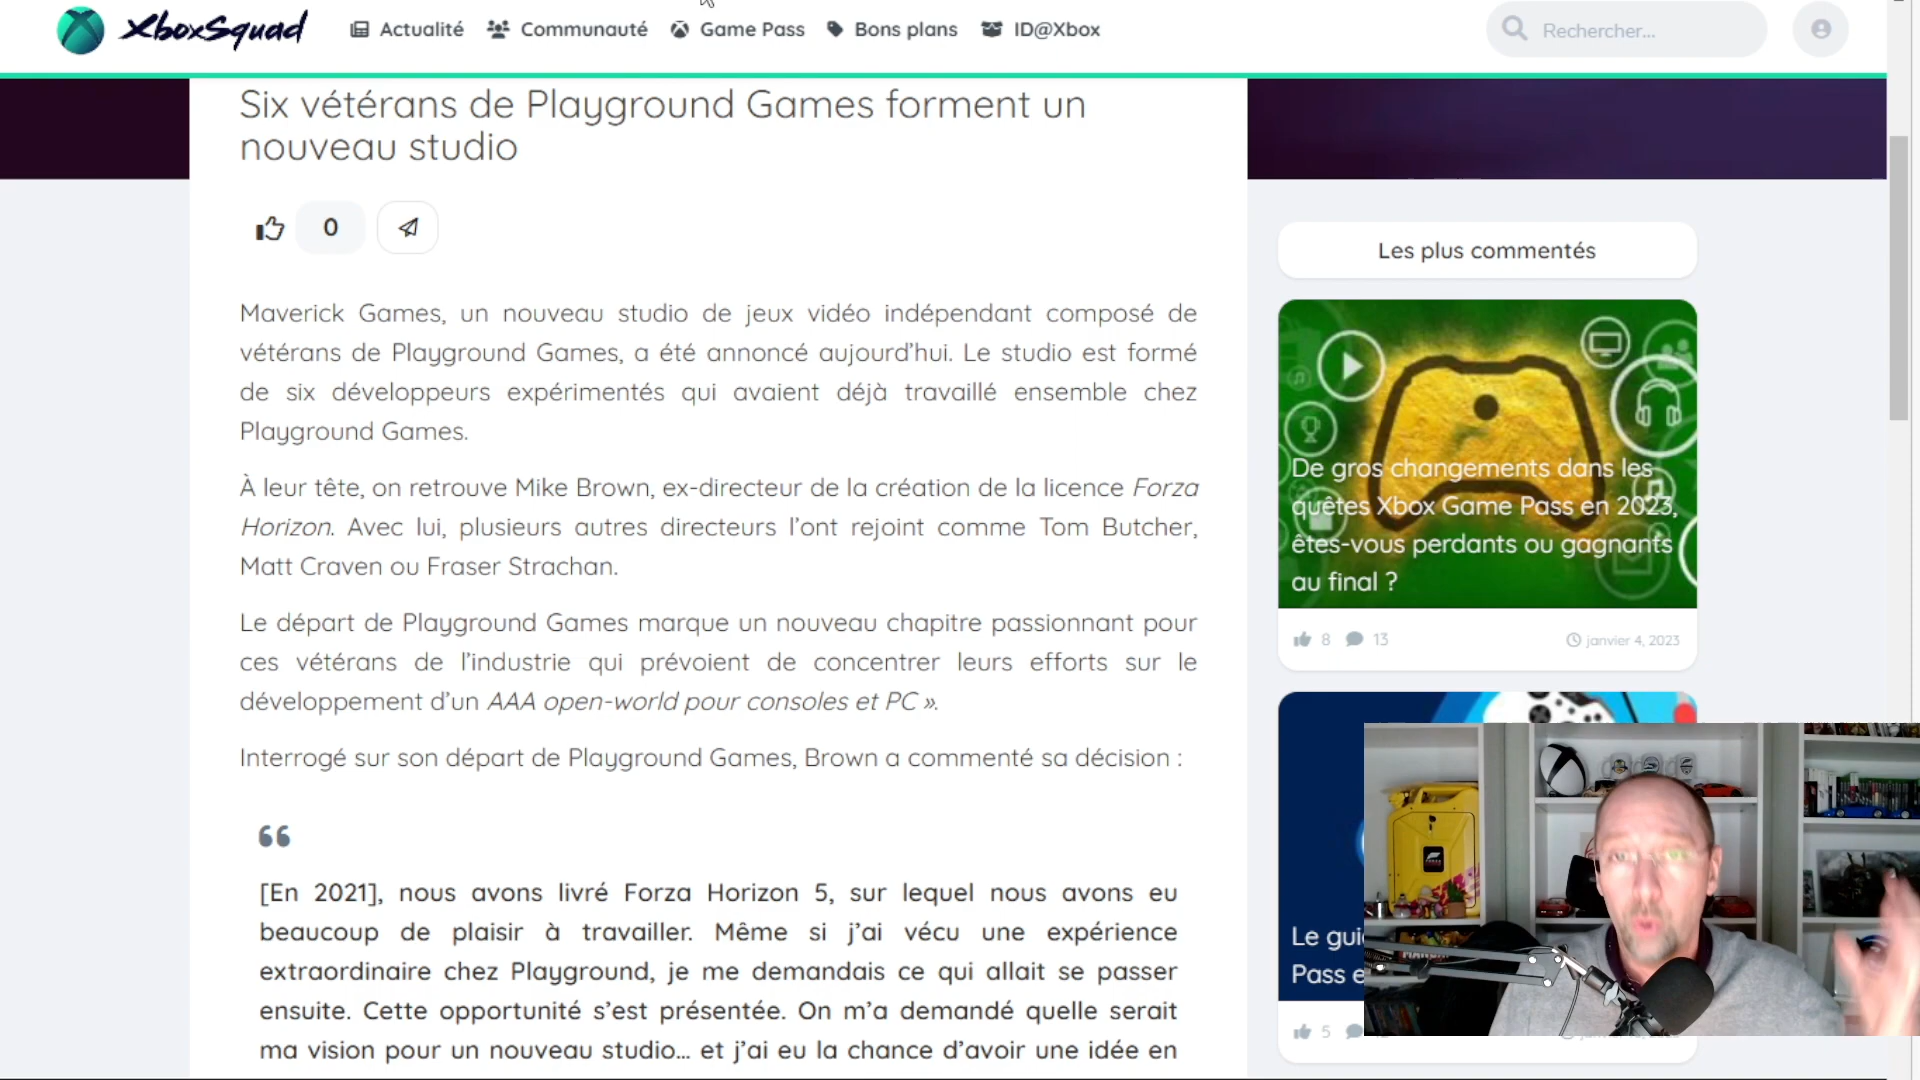 XboxSquad
Actualité
Communauté
Game Pass
Bons plans
ID@Xbox
Rechercher...
Six vétérans de Playground Games forment un
nouveau studio
0
Maverick Games, un nouveau studio de jeux vidéo indépendant composé de
vétérans de Playground Games, a été annoncé aujourd'hui. Le studio est formé
de six développeurs expérimentés qui avaient déjà travaillé ensemble chez
Playground Games.
À leur tête, on retrouve Mike Brown, ex-directeur de la création de la licence Forza
Horizon. Avec lui, plusieurs autres directeurs l'ont rejoint comme Tom Butcher,
Matt Craven ou Fraser Strachan.
Le départ de Playground Games marque un nouveau chapitre passionnant pour
ces vétérans de l'industrie qui prévoient de concentrer leurs efforts sur le
développement d'un AAA open-world pour consoles et PC ».
Interrogé sur son départ de Playground Games, Brown a commenté sa décision :
“
[En 2021], nous avons livré Forza Horizon 5, sur lequel nous avons eu
beaucoup de plaisir à travailler. Même si j'ai vécu une expérience
extraordinaire chez Playground, je me demandais ce qui allait se passer
ensuite. Cette opportunité s'est présentée. On m'a demandé quelle serait
ma vision pour un nouveau studio… et j'ai eu la chance d'avoir une idée en
Les plus commentés
De gros changements dans les
quêtes Xbox Game Pass en 2023,
êtes-vous perdants ou gagnants
au final ?
8
13
janvier 4, 2023
Le gui
Pass e
5